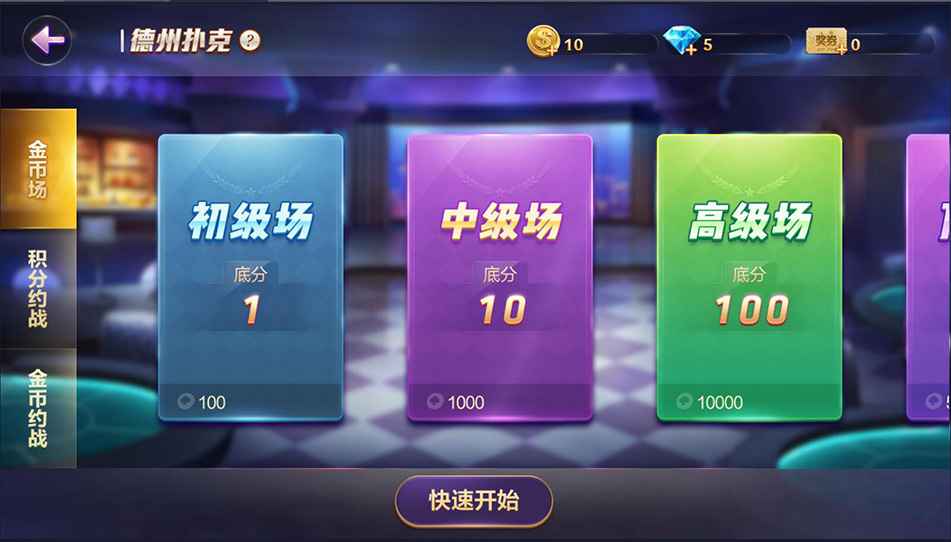 德州扑克 ?
10
5
奖券
0
金币场
积分约战
金币约战
初级场
底分
1
100
中级场
底分
10
1000
高级场
底分
100
10000
快速开始